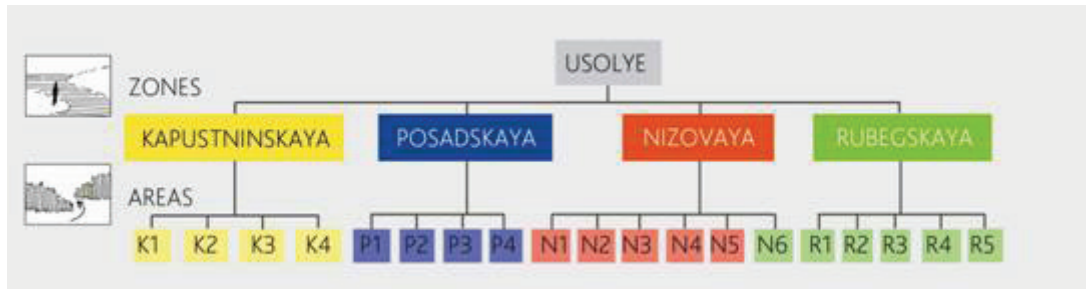 USOLYE
ZONES
KAPUSTNINSKAYA POSADSKAYA NIZOVAYA RUBEGSKAYA
AREAS
K1 K2 K3 K4 P1 P2 P3 P4 N1 N2 N3 N4 N5 N6 R1 R2 R3 R4 R5